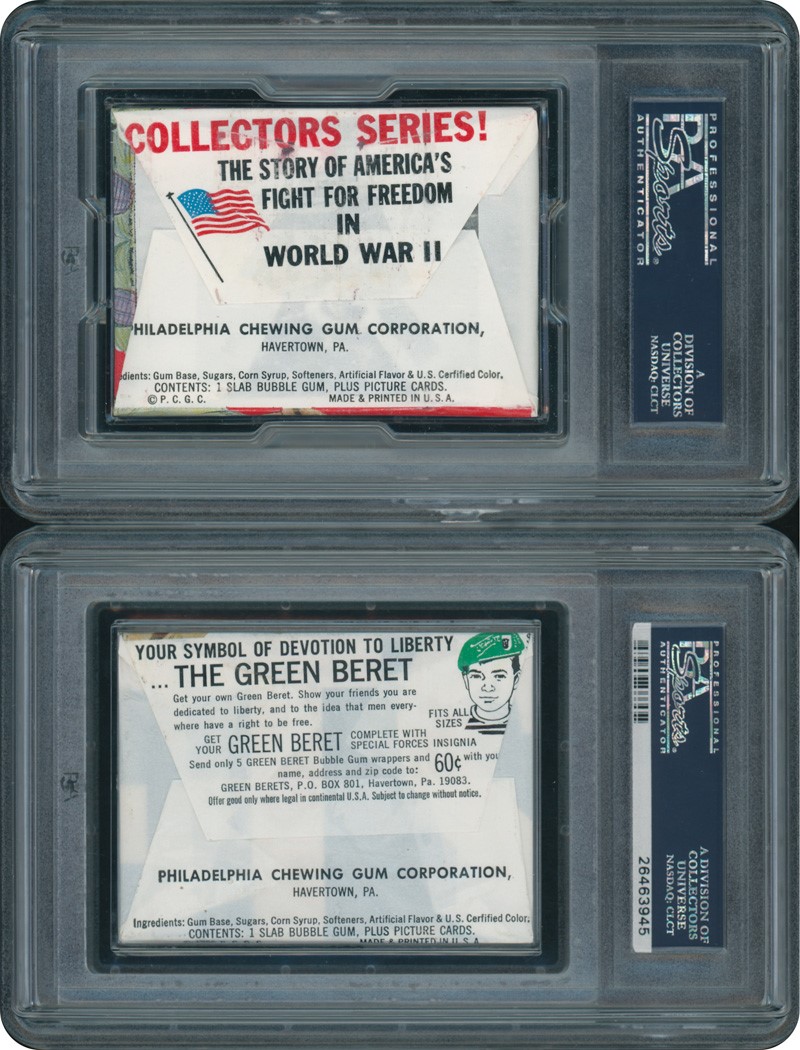 COLLECTORS SERIES!
THE STORY OF AMERICA'S
FIGHT FOR FREEDOM
IN
WORLD WAR II
HILADELPHIA CHEWING GUM CORPORATION,
HAVERTOWN, PA.
edients: Gum Base, Sugars, Corn Syrup, Softeners, Artificial Flavor & U.S. Certified Color.
CONTENTS: 1 SLAB BUBBLE GUM, PLUS PICTURE CARDS.
© P. C. G. C. MADE & PRINTED IN U. S. A.
PROFESSIONAL
PSA
Sports®
AUTHENTICATOR
A
DIVISION OF
COLLECTORS
UNIVERSE
NASDAQ: CLCT
YOUR SYMBOL OF DEVOTION TO LIBERTY
... THE GREEN BERET
Get your own Green Beret. Show your friends you are
dedicated to liberty, and to the idea that men every-
where have a right to be free.
FITS ALL
SIZES
GET YOUR GREEN BERET COMPLETE WITH SPECIAL FORCES INSIGNIA
Send only 5 GREEN BERET Bubble Gum wrappers and 60¢ with you
name, address and zip code to:
GREEN BERETS, P.O. BOX 801, Havertown, Pa. 19083.
Offer good only where legal in continental U.S.A. Subject to change without notice.
PHILADELPHIA CHEWING GUM CORPORATION,
HAVERTOWN, PA.
Ingredients: Gum Base, Sugars, Corn Syrup, Softeners, Artificial Flavor & U.S. Certified Color.
CONTENTS: 1 SLAB BUBBLE GUM, PLUS PICTURE CARDS.
MADE & PRINTED IN U. S. A.
PROFESSIONAL
PSA
Sports®
AUTHENTICATOR
A DIVISION OF
COLLECTORS
UNIVERSE
NASDAQ: CLCT
26463945